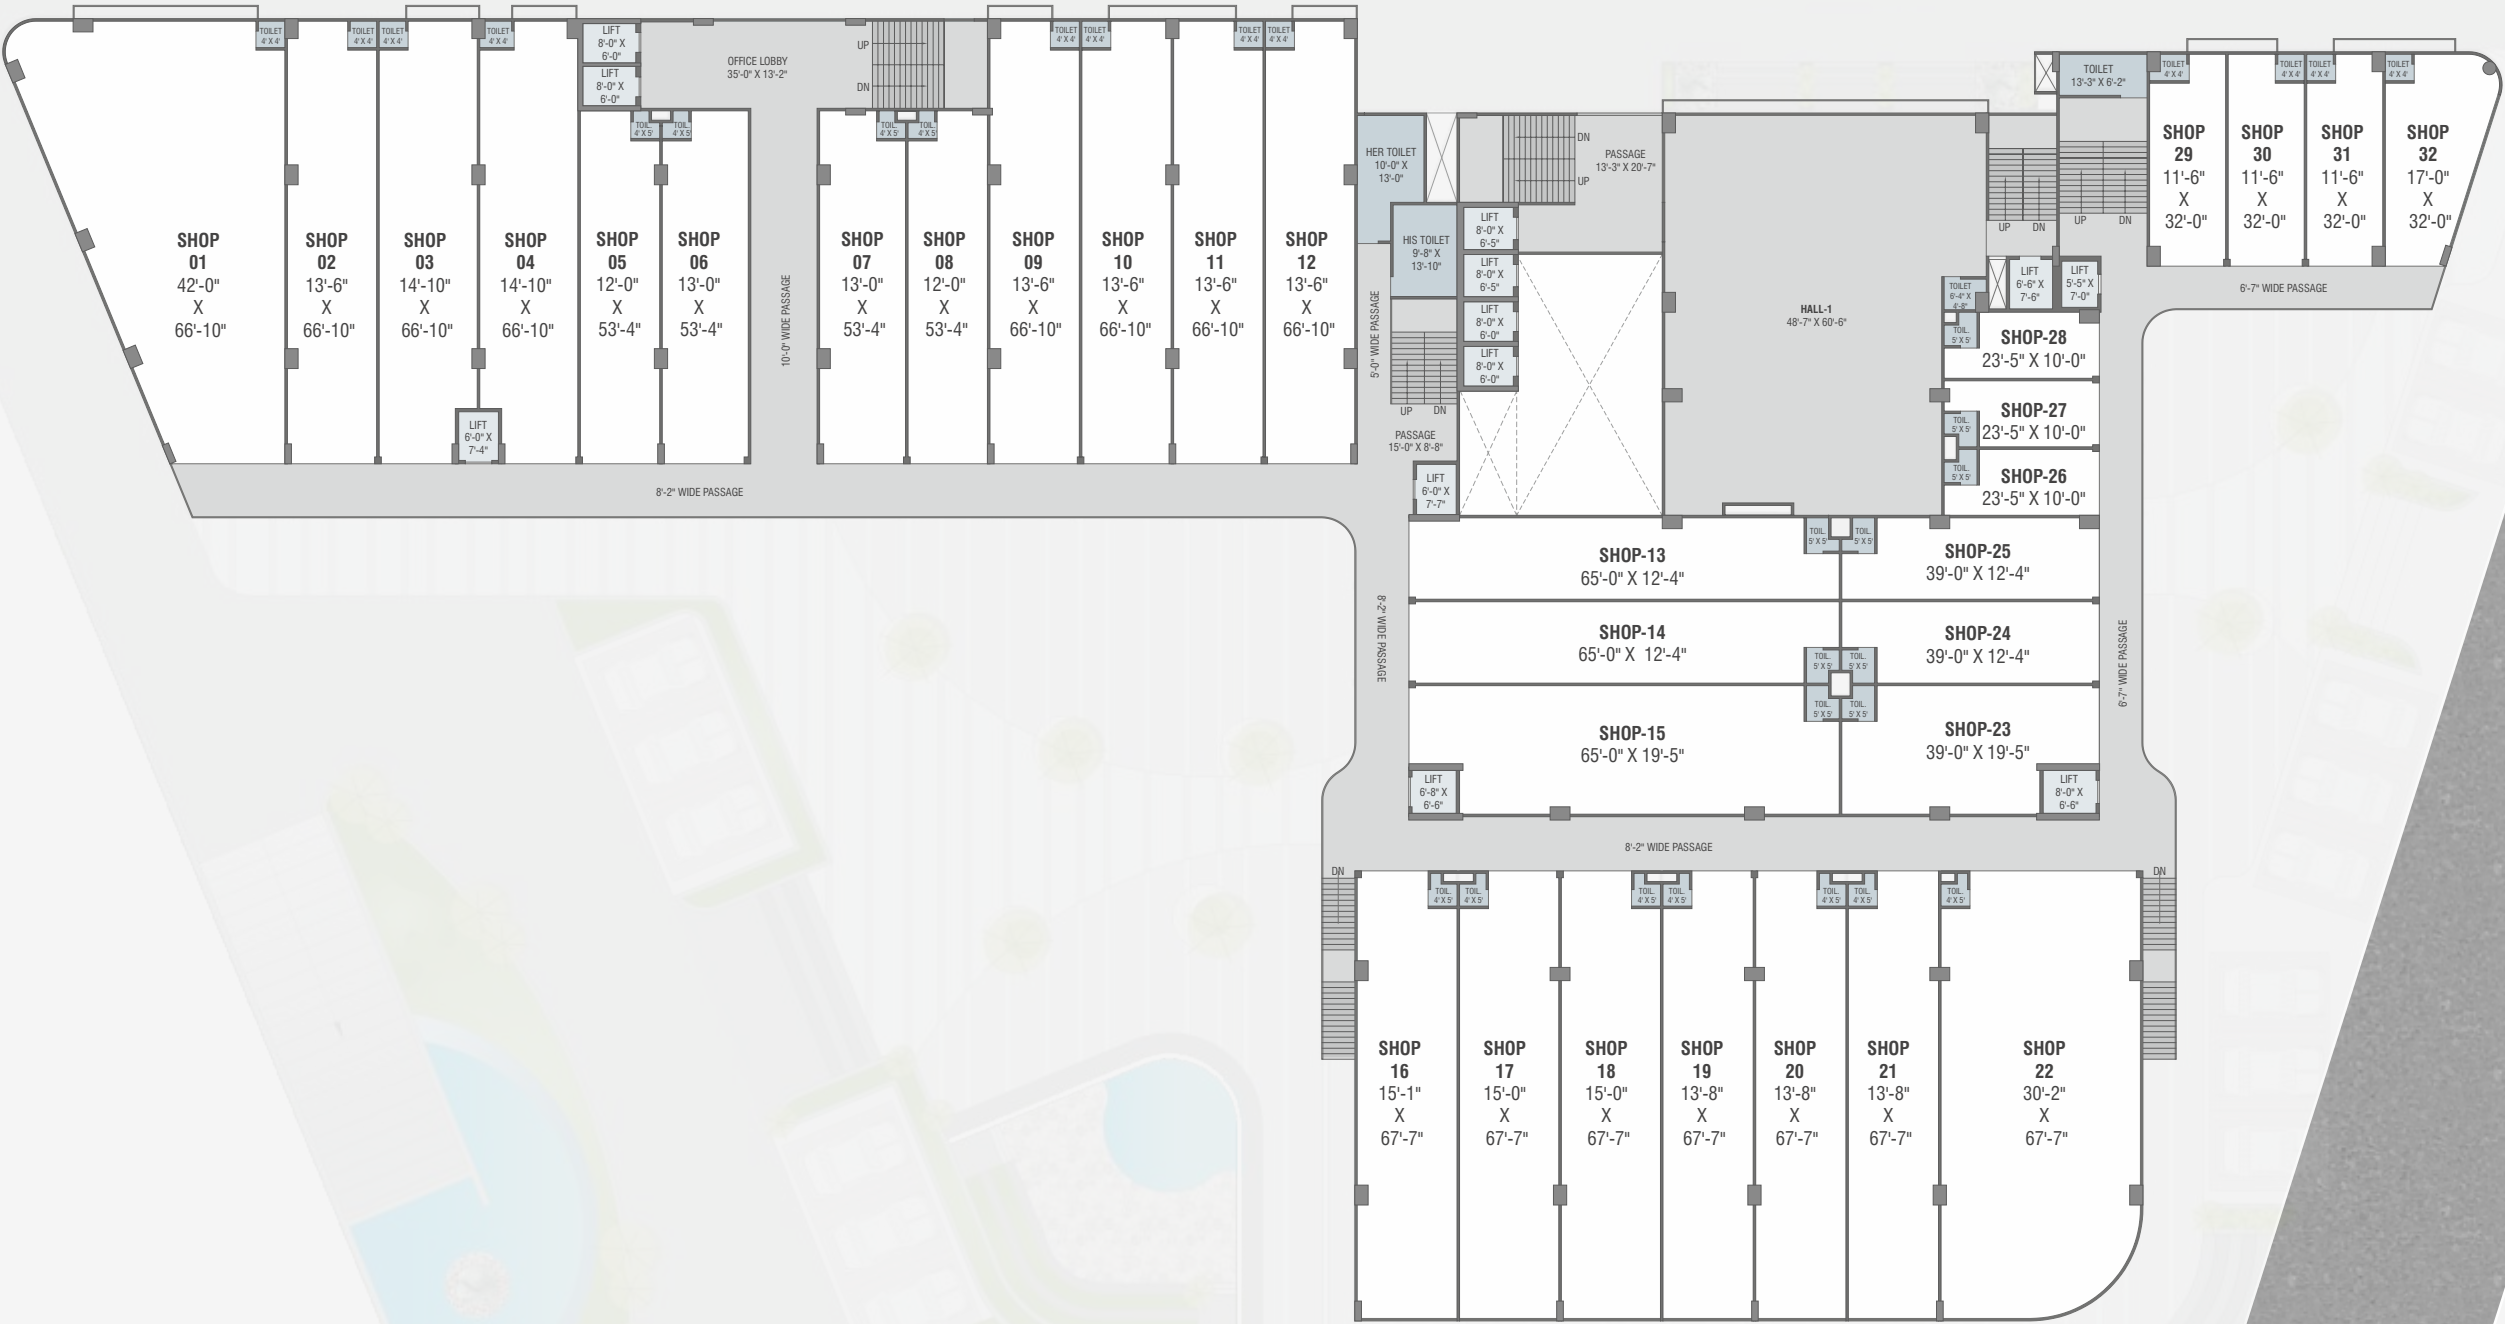 TOILET
4' X 4'
TOILET
4' X 4'
TOILET
4' X 4'
TOILET
4' X 4'
LIFT
8'-0" X
6'-0"
LIFT
8'-0" X
6'-0"
OFFICE LOBBY
35'-0" X 13'-2"
UP
DN
TOILET
4' X 4'
TOILET
4' X 4'
TOILET
4' X 4'
TOILET
4' X 4'
TOIL.
4' X 5'
TOIL.
4' X 5'
TOIL.
4' X 5'
TOIL.
4' X 5'
SHOP
01
42'-0"
X
66'-10"
SHOP
02
13'-6"
X
66'-10"
SHOP
03
14'-10"
X
66'-10"
SHOP
04
14'-10"
X
66'-10"
SHOP
05
12'-0"
X
53'-4"
SHOP
06
13'-0"
X
53'-4"
10'-0" WIDE PASSAGE
SHOP
07
13'-0"
X
53'-4"
SHOP
08
12'-0"
X
53'-4"
SHOP
09
13'-6"
X
66'-10"
SHOP
10
13'-6"
X
66'-10"
SHOP
11
13'-6"
X
66'-10"
SHOP
12
13'-6"
X
66'-10"
LIFT
6'-0" X
7'-4"
8'-2" WIDE PASSAGE
HER TOILET
10'-0" X
13'-0"
HIS TOILET
9'-8" X
13'-10"
5'-0" WIDE PASSAGE
UP
DN
PASSAGE
15'-0" X 8'-8"
LIFT
6'-0" X
7'-7"
DN
UP
PASSAGE
13'-3" X 20'-7"
LIFT
8'-0" X
6'-5"
LIFT
8'-0" X
6'-5"
LIFT
8'-0" X
6'-0"
LIFT
8'-0" X
6'-0"
HALL-1
48'-7" X 60'-6"
UP
DN
TOILET
13'-3" X 6'-2"
UP
DN
LIFT
6'-6" X
7'-6"
LIFT
5'-5" X
7'-0"
TOILET
6'-4" X
4'-8"
TOILET
4' X 4'
TOILET
4' X 4'
TOILET
4' X 4'
TOILET
4' X 4'
SHOP
29
11'-6"
X
32'-0"
SHOP
30
11'-6"
X
32'-0"
SHOP
31
11'-6"
X
32'-0"
SHOP
32
17'-0"
X
32'-0"
6'-7" WIDE PASSAGE
TOIL.
5' X 5'
SHOP-28
23'-5" X 10'-0"
TOIL.
5' X 5'
SHOP-27
23'-5" X 10'-0"
TOIL.
5' X 5'
SHOP-26
23'-5" X 10'-0"
8'-2" WIDE PASSAGE
SHOP-13
65'-0" X 12'-4"
TOIL.
5' X 5'
TOIL.
5' X 5'
SHOP-25
39'-0" X 12'-4"
SHOP-14
65'-0" X 12'-4"
TOIL.
5' X 5'
TOIL.
5' X 5'
SHOP-24
39'-0" X 12'-4"
SHOP-15
65'-0" X 19'-5"
TOIL.
5' X 5'
TOIL.
5' X 5'
SHOP-23
39'-0" X 19'-5"
6'-7" WIDE PASSAGE
LIFT
6'-8" X
6'-6"
LIFT
8'-0" X
6'-6"
8'-2" WIDE PASSAGE
DN
DN
TOIL.
4' X 5'
TOIL.
4' X 5'
TOIL.
4' X 5'
TOIL.
4' X 5'
TOIL.
4' X 5'
TOIL.
4' X 5'
TOIL.
4' X 5'
SHOP
16
15'-1"
X
67'-7"
SHOP
17
15'-0"
X
67'-7"
SHOP
18
15'-0"
X
67'-7"
SHOP
19
13'-8"
X
67'-7"
SHOP
20
13'-8"
X
67'-7"
SHOP
21
13'-8"
X
67'-7"
SHOP
22
30'-2"
X
67'-7"